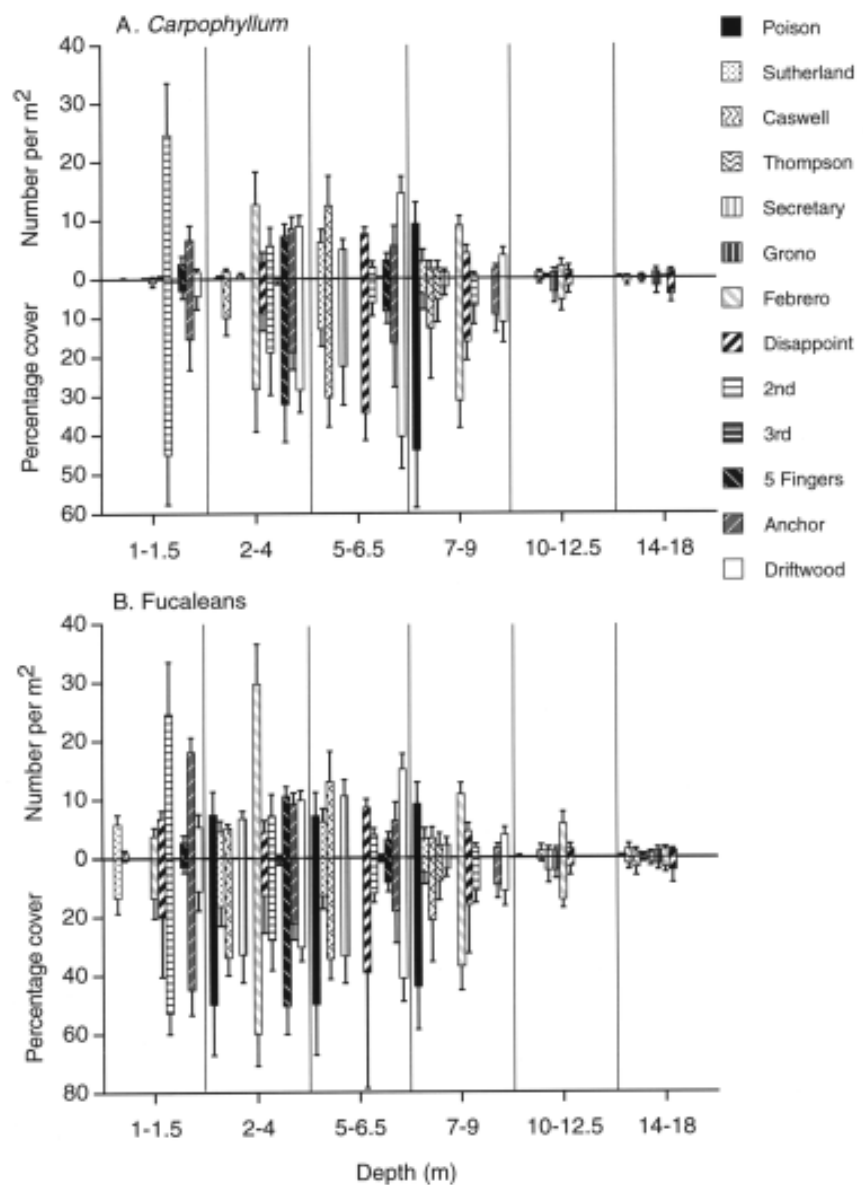 A. Carpophyllum
Number per m2
40
30
20
10
0
Percentage cover
10
20
30
40
50
60
1-1.5
2-4
5-6.5
7-9
10-12.5
14-18
Poison
Sutherland
Caswell
Thompson
Secretary
Grono
Febrero
Disappoint
2nd
3rd
5 Fingers
Anchor
Driftwood
B. Fucaleans
Number per m2
40
30
20
10
0
Percentage cover
20
40
60
80
1-1.5
2-4
5-6.5
7-9
10-12.5
14-18
Depth (m)